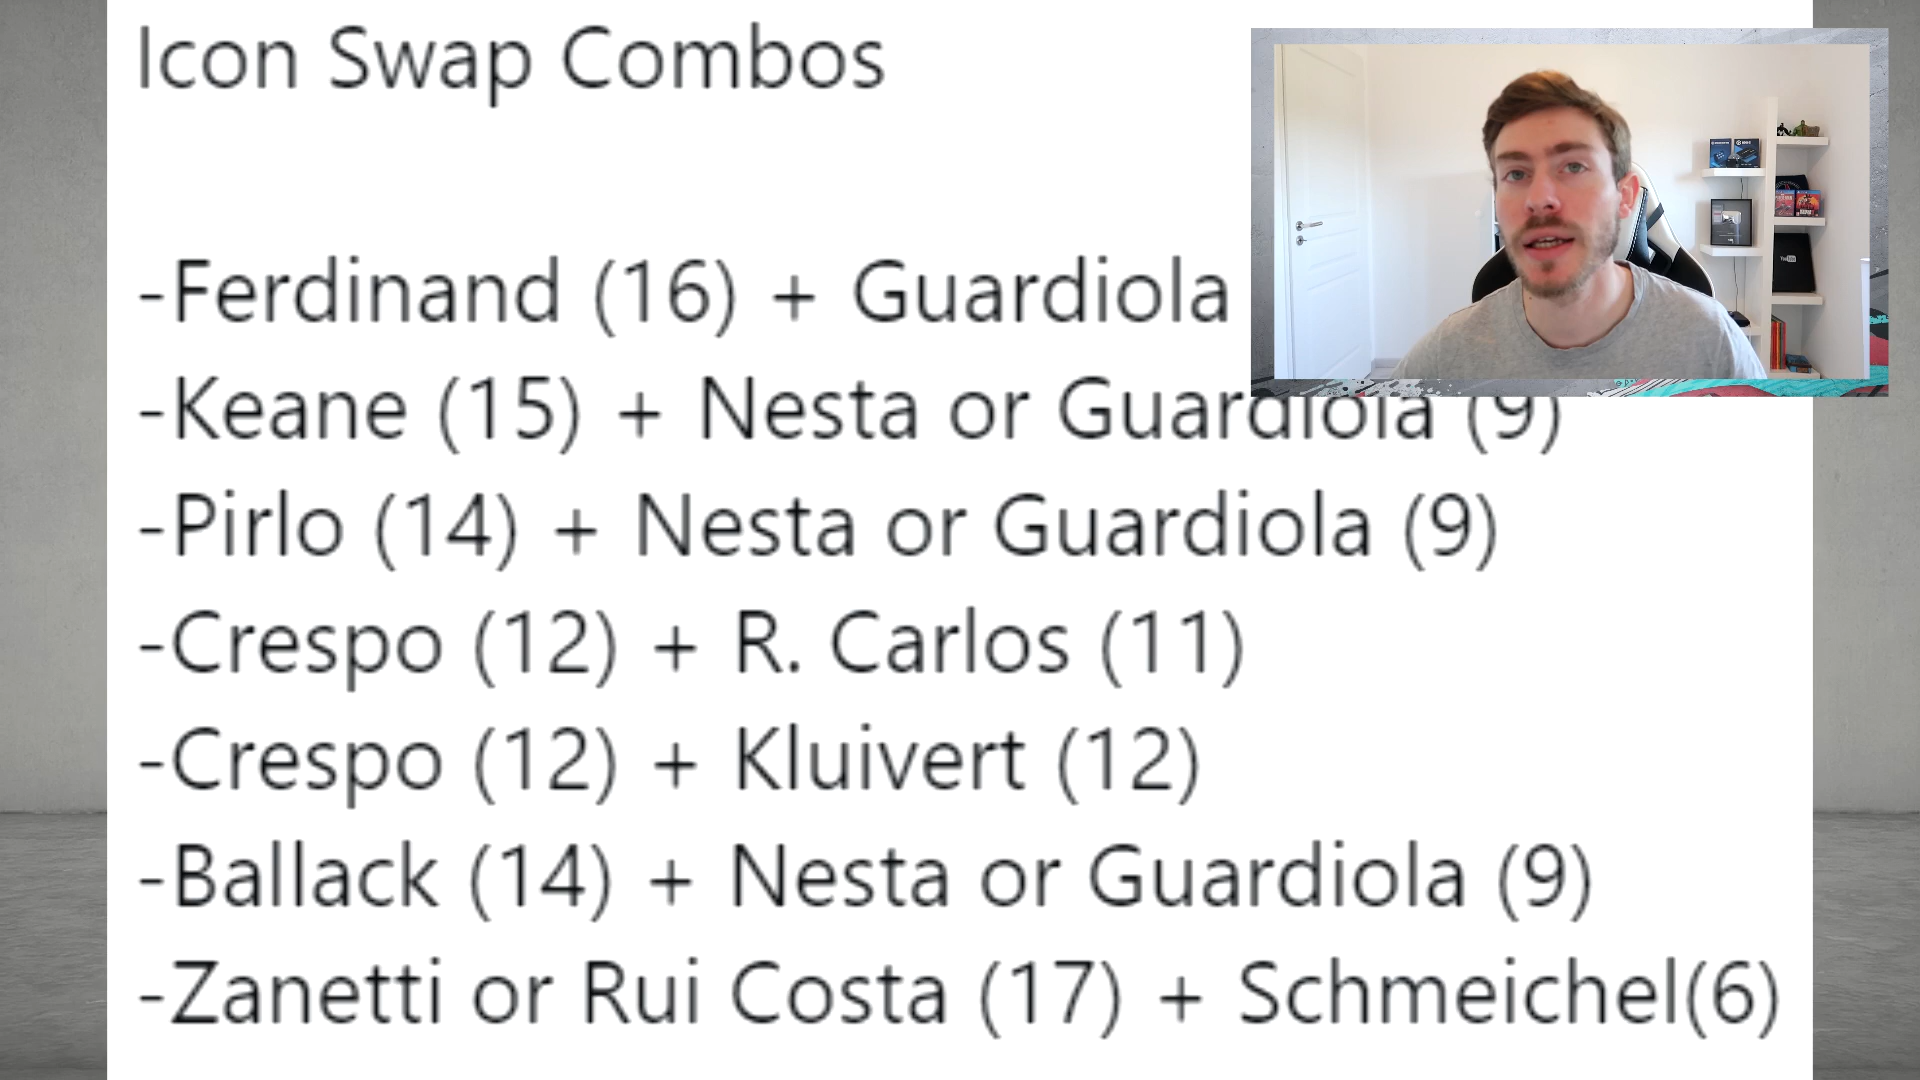 Icon Swap Combos
-Ferdinand (16) + Guardiola
-Keane (15) + Nesta or Guardiola (9)
-Pirlo (14) + Nesta or Guardiola (9)
-Crespo (12) + R. Carlos (11)
-Crespo (12) + Kluivert (12)
-Ballack (14) + Nesta or Guardiola (9)
-Zanetti or Rui Costa (17) + Schmeichel(6)